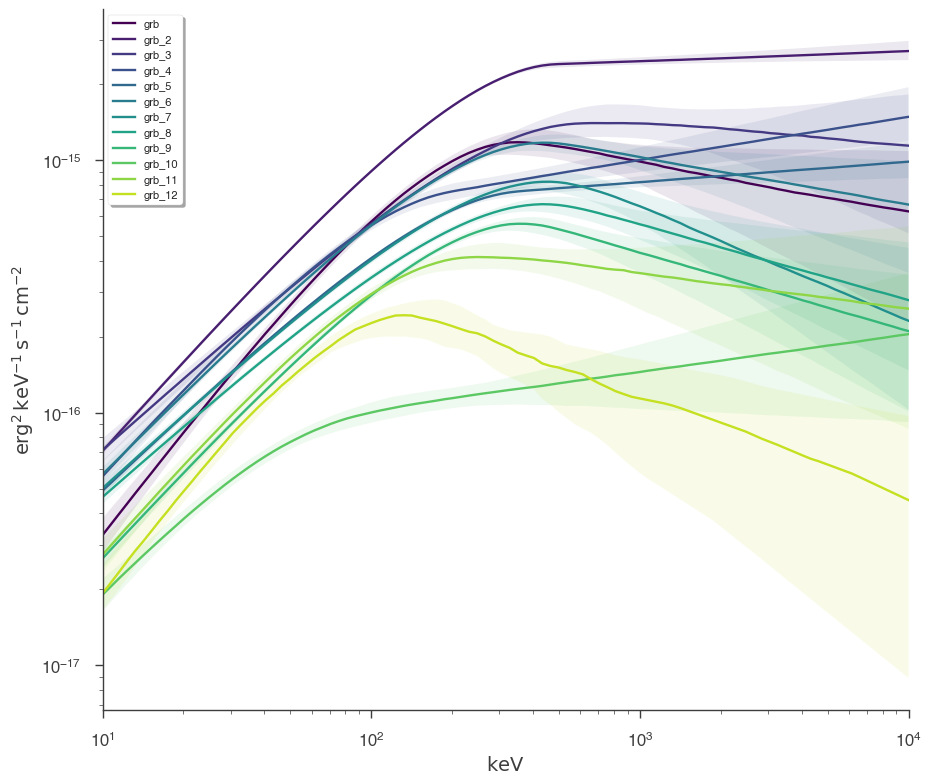 grb
grb_2
grb_3
grb_4
grb_5
grb_6
grb_7
grb_8
grb_9
grb_10
grb_11
grb_12
10⁻¹⁵
10⁻¹⁶
10⁻¹⁷
erg² keV⁻¹ s⁻¹ cm⁻²
10¹ 10² 10³ 10⁴
keV